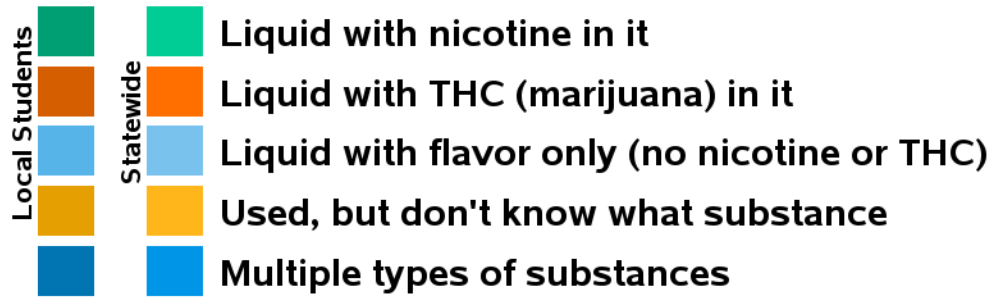 Local Students
Statewide
Liquid with nicotine in it
Liquid with THC (marijuana) in it
Liquid with flavor only (no nicotine or THC)
Used, but don't know what substance
Multiple types of substances